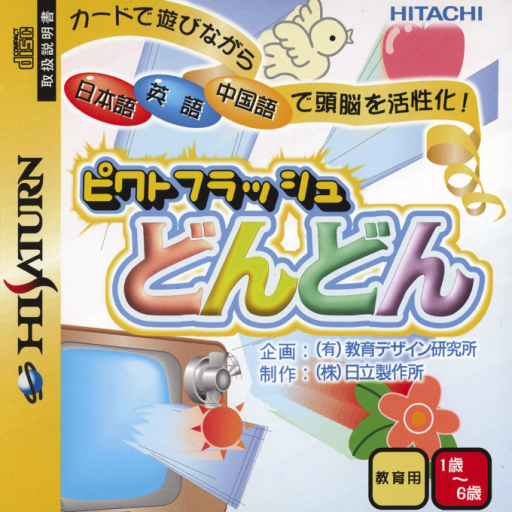 COMPACT
disc
取扱説明書
HISATURN
HITACHI
カードで遊びながら
日本語 英語 中国語 で頭脳を活性化!
ピクトフラッシュ
どんどん
企画:(有)教育デザイン研究所
制作:(株)日立製作所
教育用
1歳
~
6歳